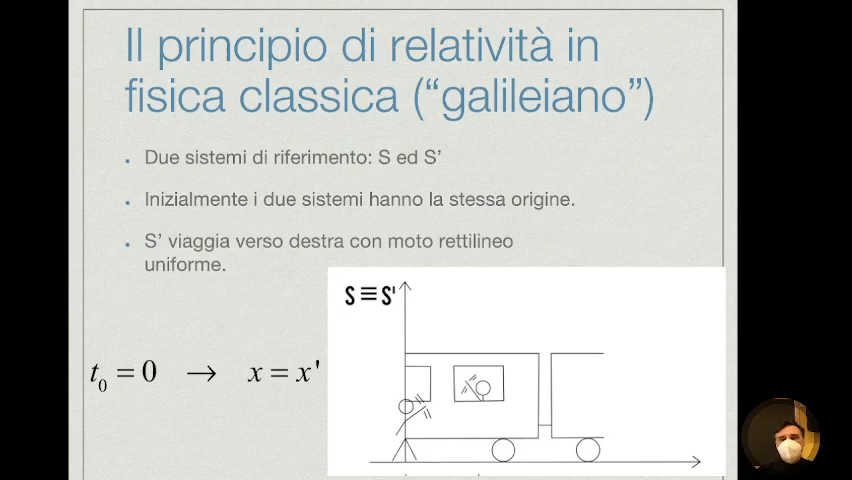 Il principio di relatività in
fisica classica (“galileiano”)
Due sistemi di riferimento: S ed S’
Inizialmente i due sistemi hanno la stessa origine.
S’ viaggia verso destra con moto rettilineo
uniforme.
S ≡ S'
t₀ = 0 → x = x'